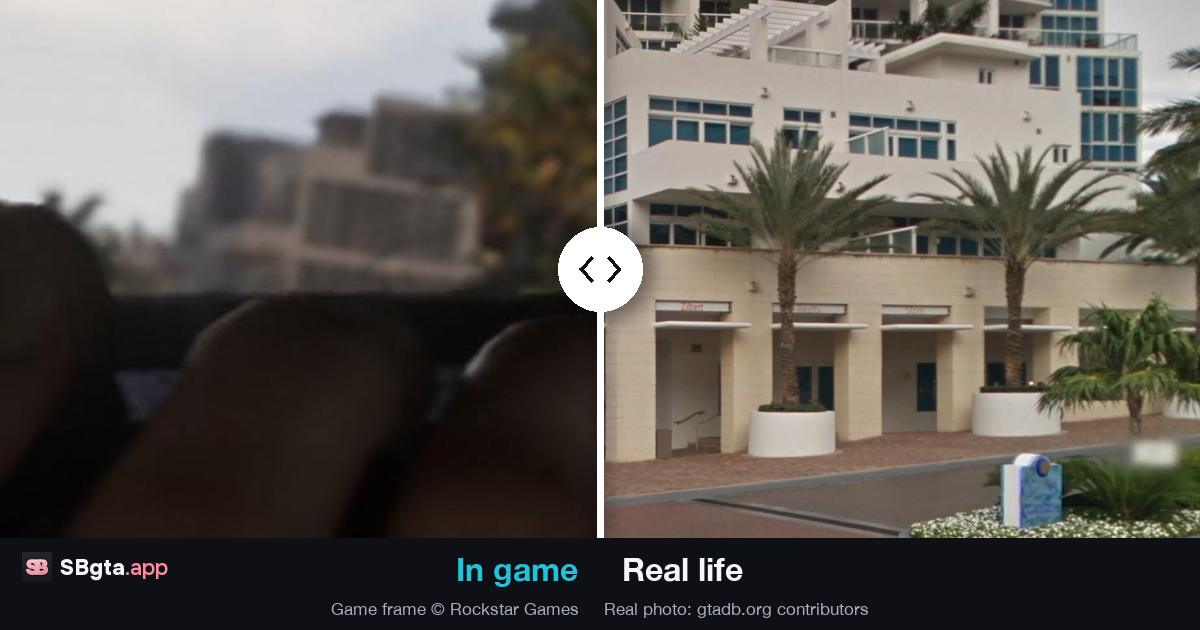 SB SBgta.app
In game
Real life
Game frame © Rockstar Games
Real photo: gtadb.org contributors